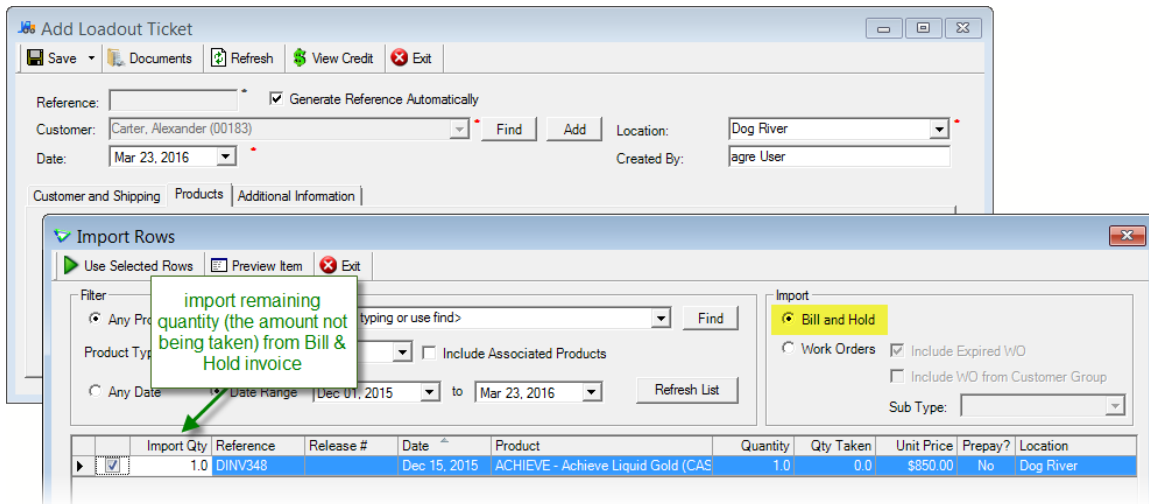 Add Loadout Ticket
Save Documents Refresh View Credit Exit
Reference: * Generate Reference Automatically
Customer: Carter, Alexander (00183) * Find Add Location: Dog River *
Date: Mar 23, 2016 * Created By: agre User
Customer and Shipping Products Additional Information
Import Rows
Use Selected Rows Preview Item Exit
import remaining
quantity (the amount not
being taken) from Bill &
Hold invoice
Filter Import
Any typing or use find> Find Bill and Hold
Product Include Associated Products Work Orders Include Expired WO
Include WO from Customer Group
Any Date Date Range Dec 01, 2015 to Mar 23, 2016 Refresh List
Sub Type:
Import Qty Reference Release # Date Product Quantity Qty Taken Unit Price Prepay? Location
1.0 DINV348 Dec 15, 2015 ACHIEVE - Achieve Liquid Gold (CAS 1.0 0.0 $850.00 No Dog River